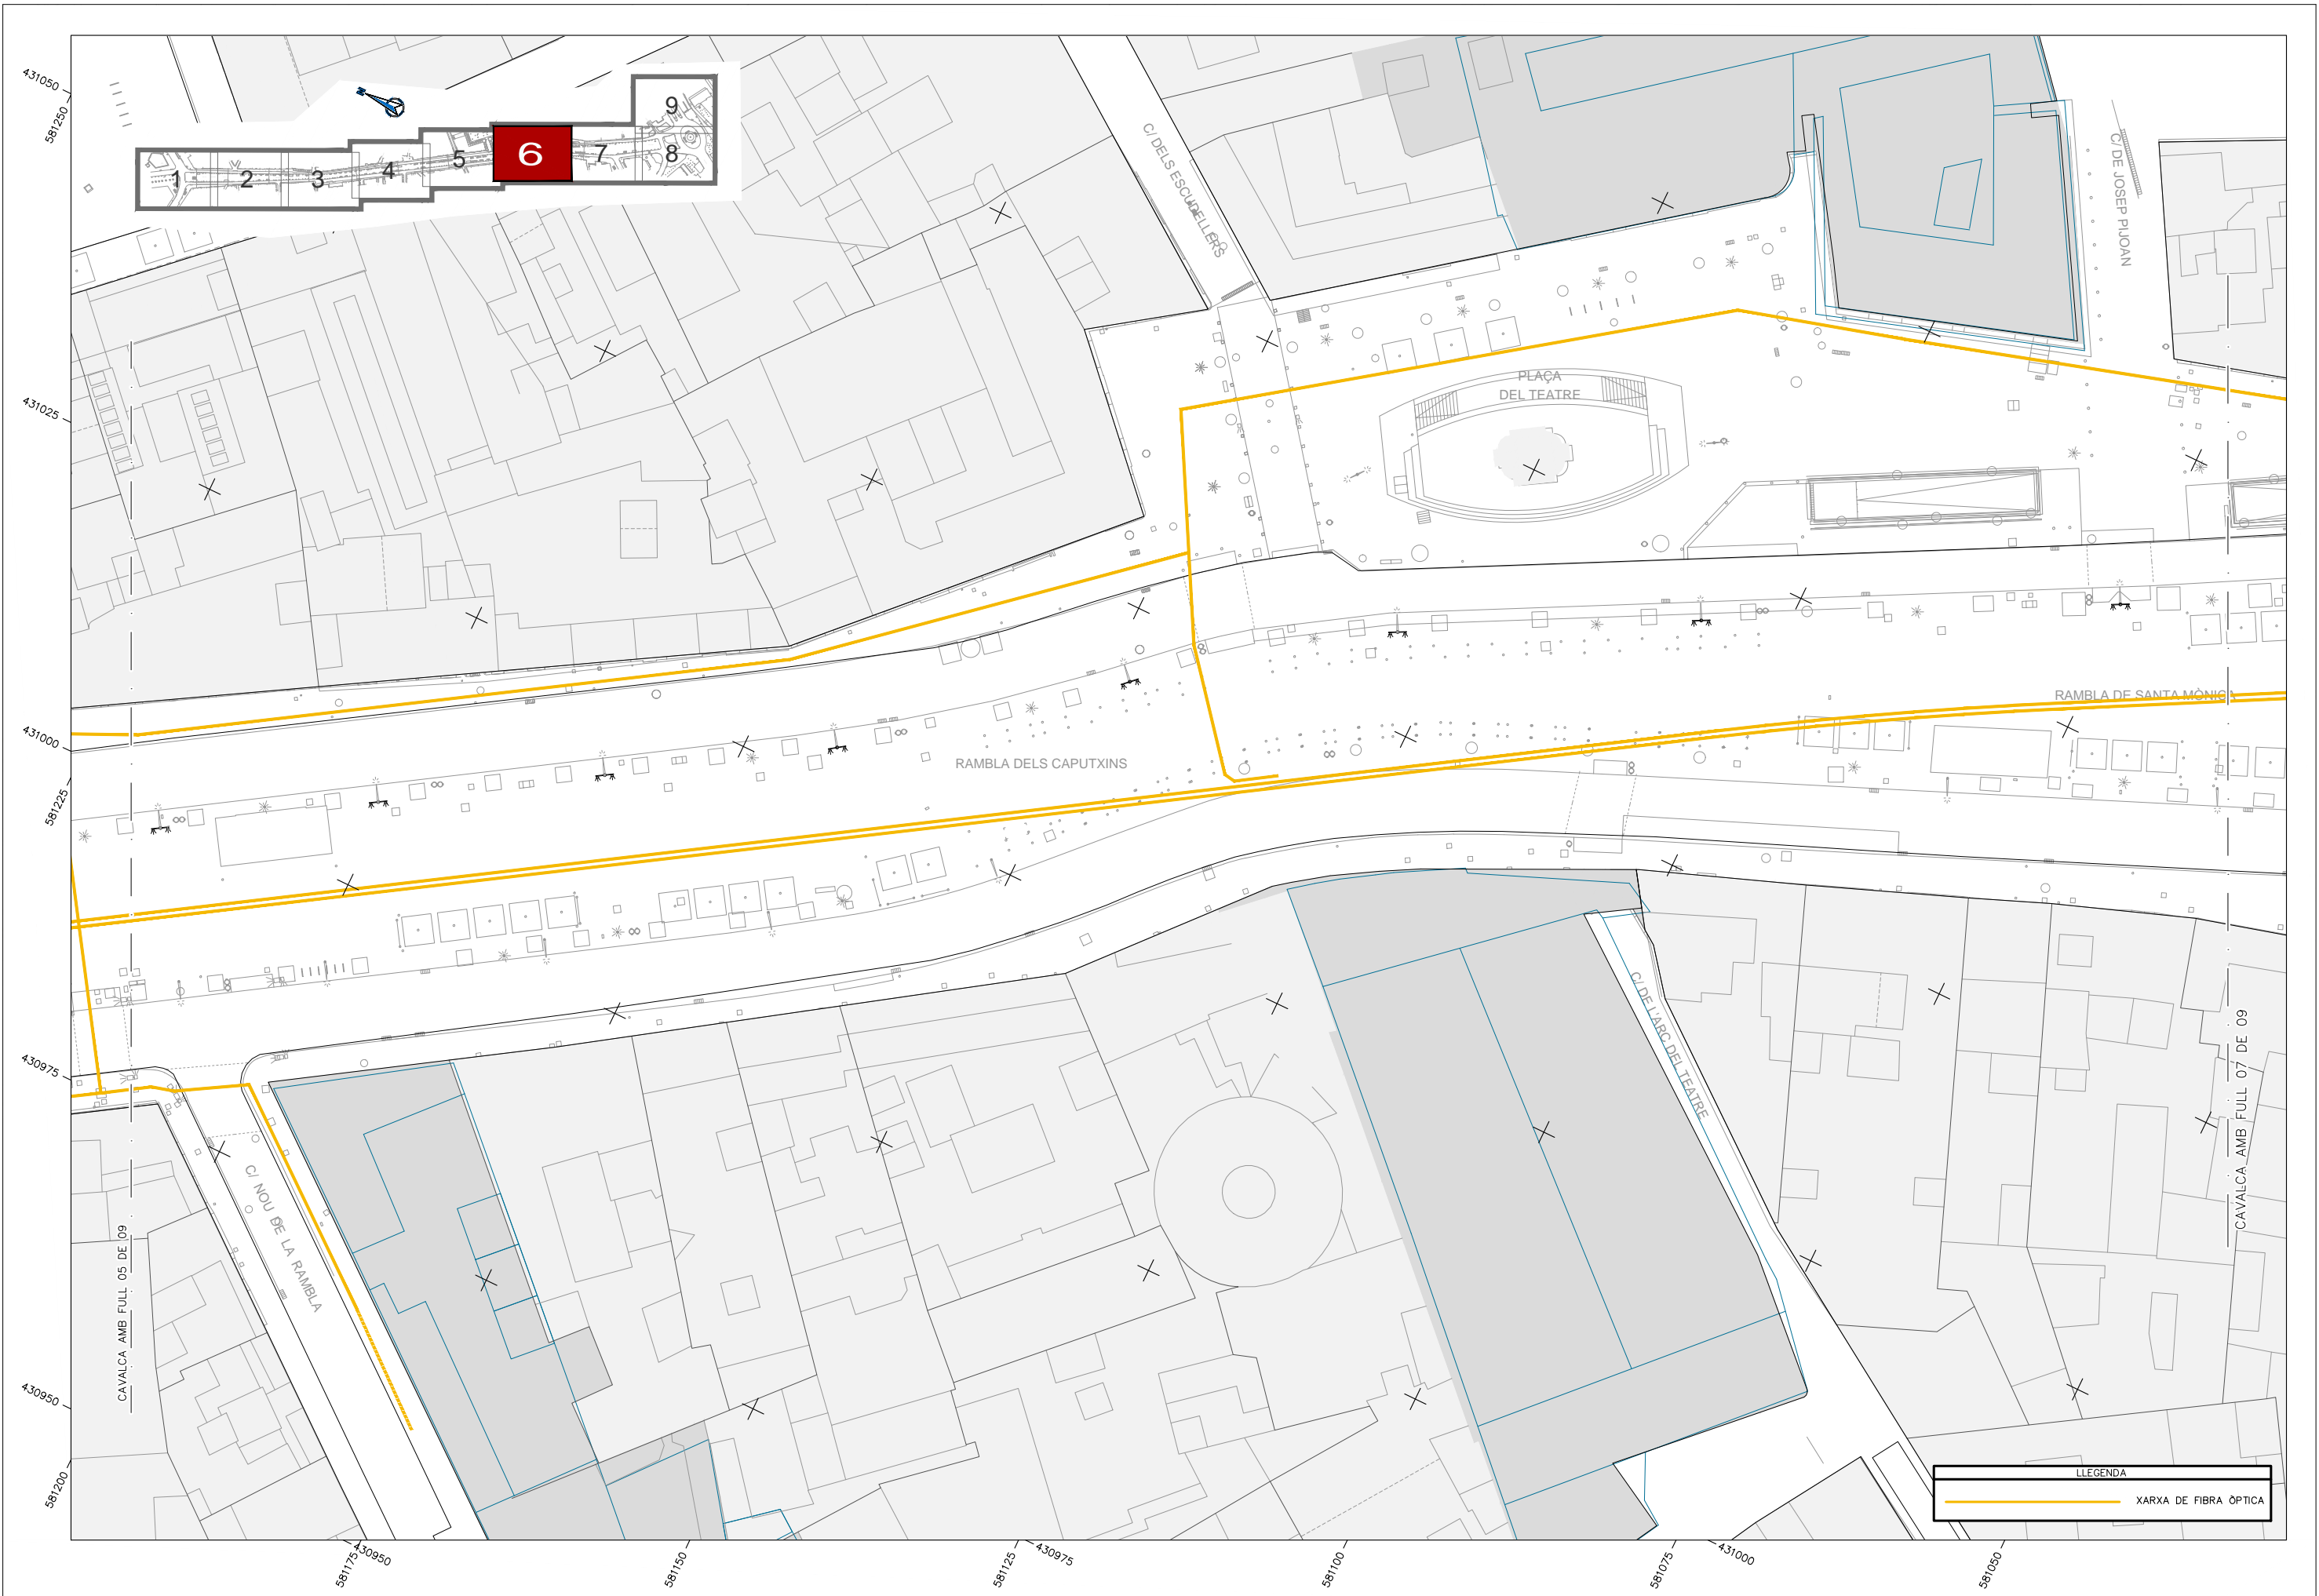 431050
581250
1
2
3
4
5
6
7
8
9
C/ DELS ESCUDELLERS
C/ DE JOSEP PIJOAN
431025
PLAÇA
DEL TEATRE
RAMBLA DE SANTA MÒNICA
431000
581225
RAMBLA DELS CAPUTXINS
430975
C/ NOU DE LA RAMBLA
C/ DE L'ARC DEL TEATRE
CAVALCA AMB FULL 05 DE 09
CAVALCA AMB FULL 07 DE 09
430950
581200
LLEGENDA
XARXA DE FIBRA ÒPTICA
581175
430950
581150
581125
430975
581100
581075
431000
581050